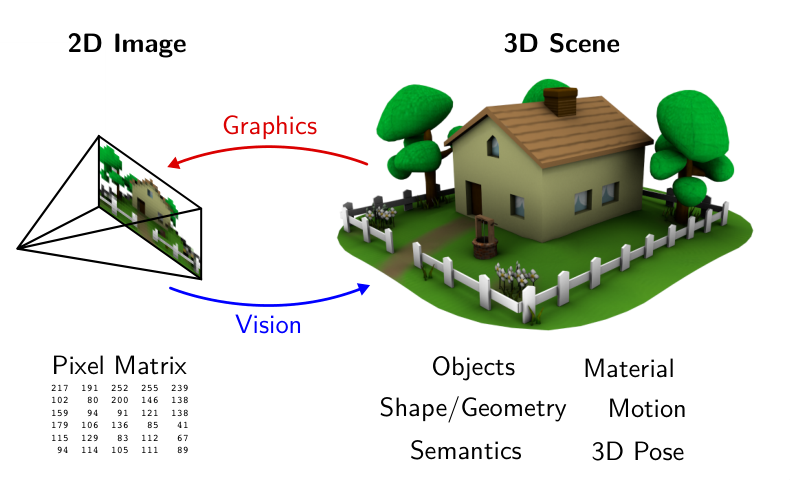 2D Image
3D Scene
Graphics
Vision
Pixel Matrix
217 191 252 255 239
102 80 200 146 138
159 94 91 121 138
179 106 136 85 41
115 129 83 112 67
94 114 105 111 89
Objects Material
Shape/Geometry Motion
Semantics 3D Pose